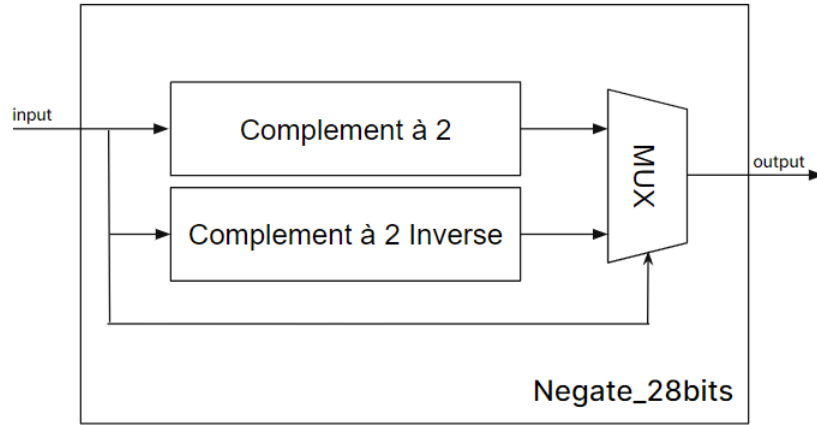 input
Complement à 2
MUX
output
Complement à 2 Inverse
Negate_28bits